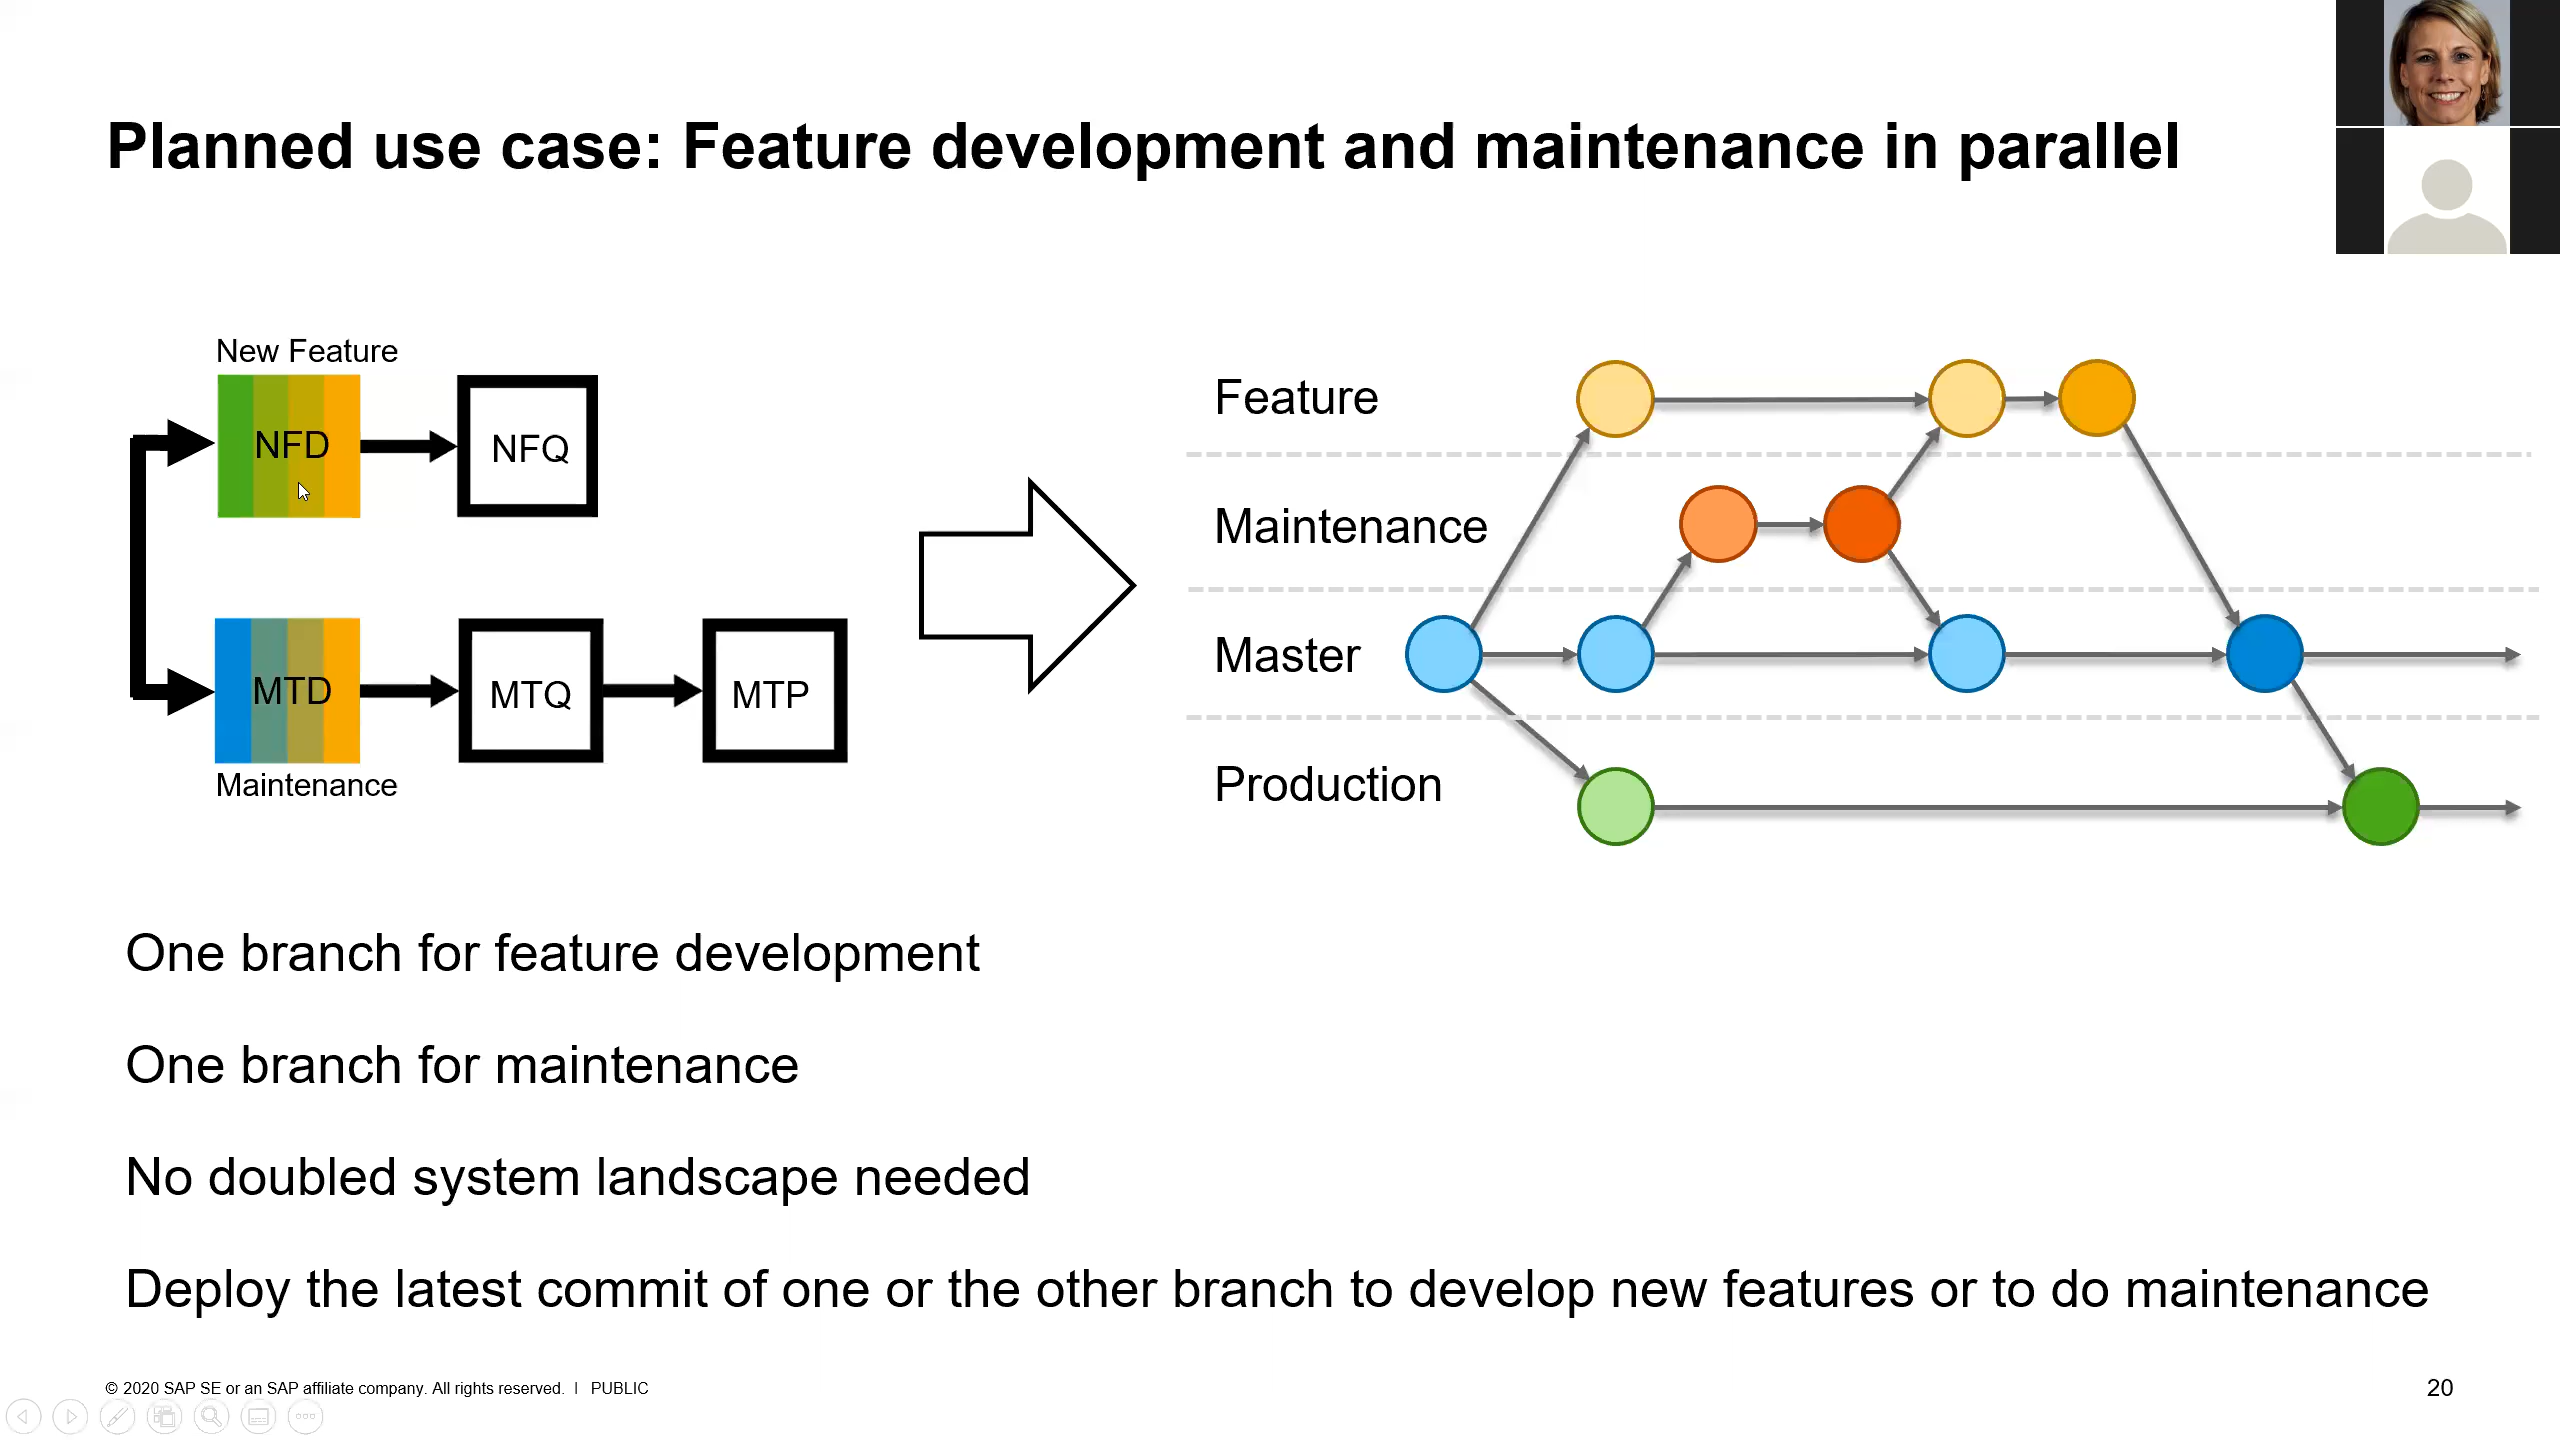 Planned use case: Feature development and maintenance in parallel
New Feature
NFD
NFQ
MTD
MTQ
MTP
Maintenance
Feature
Maintenance
Master
Production
One branch for feature development
One branch for maintenance
No doubled system landscape needed
Deploy the latest commit of one or the other branch to develop new features or to do maintenance
© 2020 SAP SE or an SAP affiliate company. All rights reserved. | PUBLIC
20